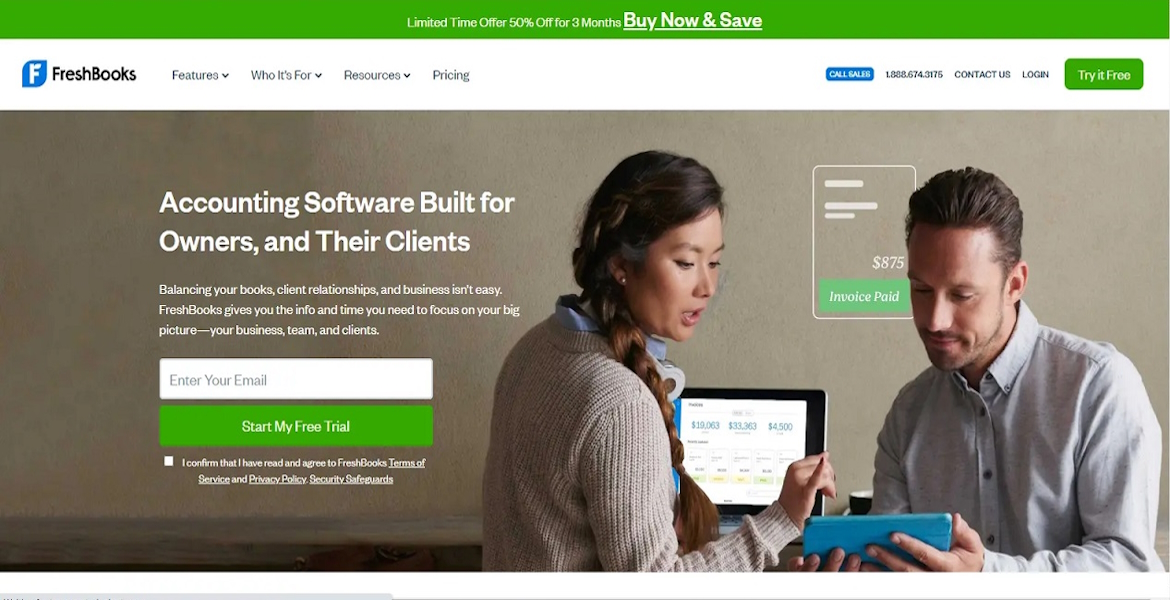 Limited Time Offer 50% Off for 3 Months Buy Now & Save
FreshBooks
Features
Who It's For
Resources
Pricing
CALL SALES
1.888.674.3175
CONTACT US
LOGIN
Try it Free
Accounting Software Built for
Owners, and Their Clients
Balancing your books, client relationships, and business isn't easy.
FreshBooks gives you the info and time you need to focus on your big
picture—your business, team, and clients.
Enter Your Email
Start My Free Trial
I confirm that I have read and agree to FreshBooks Terms of
Service and Privacy Policy. Security Safeguards
$875
Invoice Paid
$19,063 $33,363 $4,500